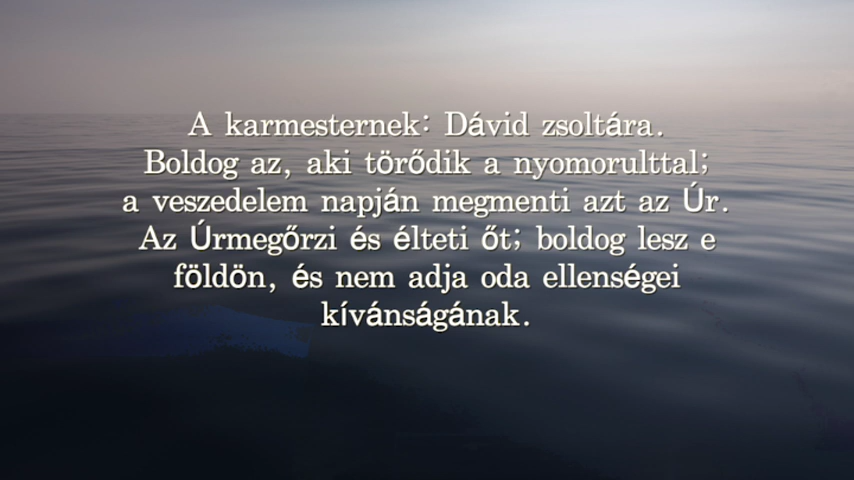 A karmesternek: Dávid zsoltára.
Boldog az, aki törődik a nyomorulttal;
a veszedelem napján megmenti azt az Úr.
Az Úrmegőrzi és élteti őt; boldog lesz e
földön, és nem adja oda ellenségei
kívánságának.